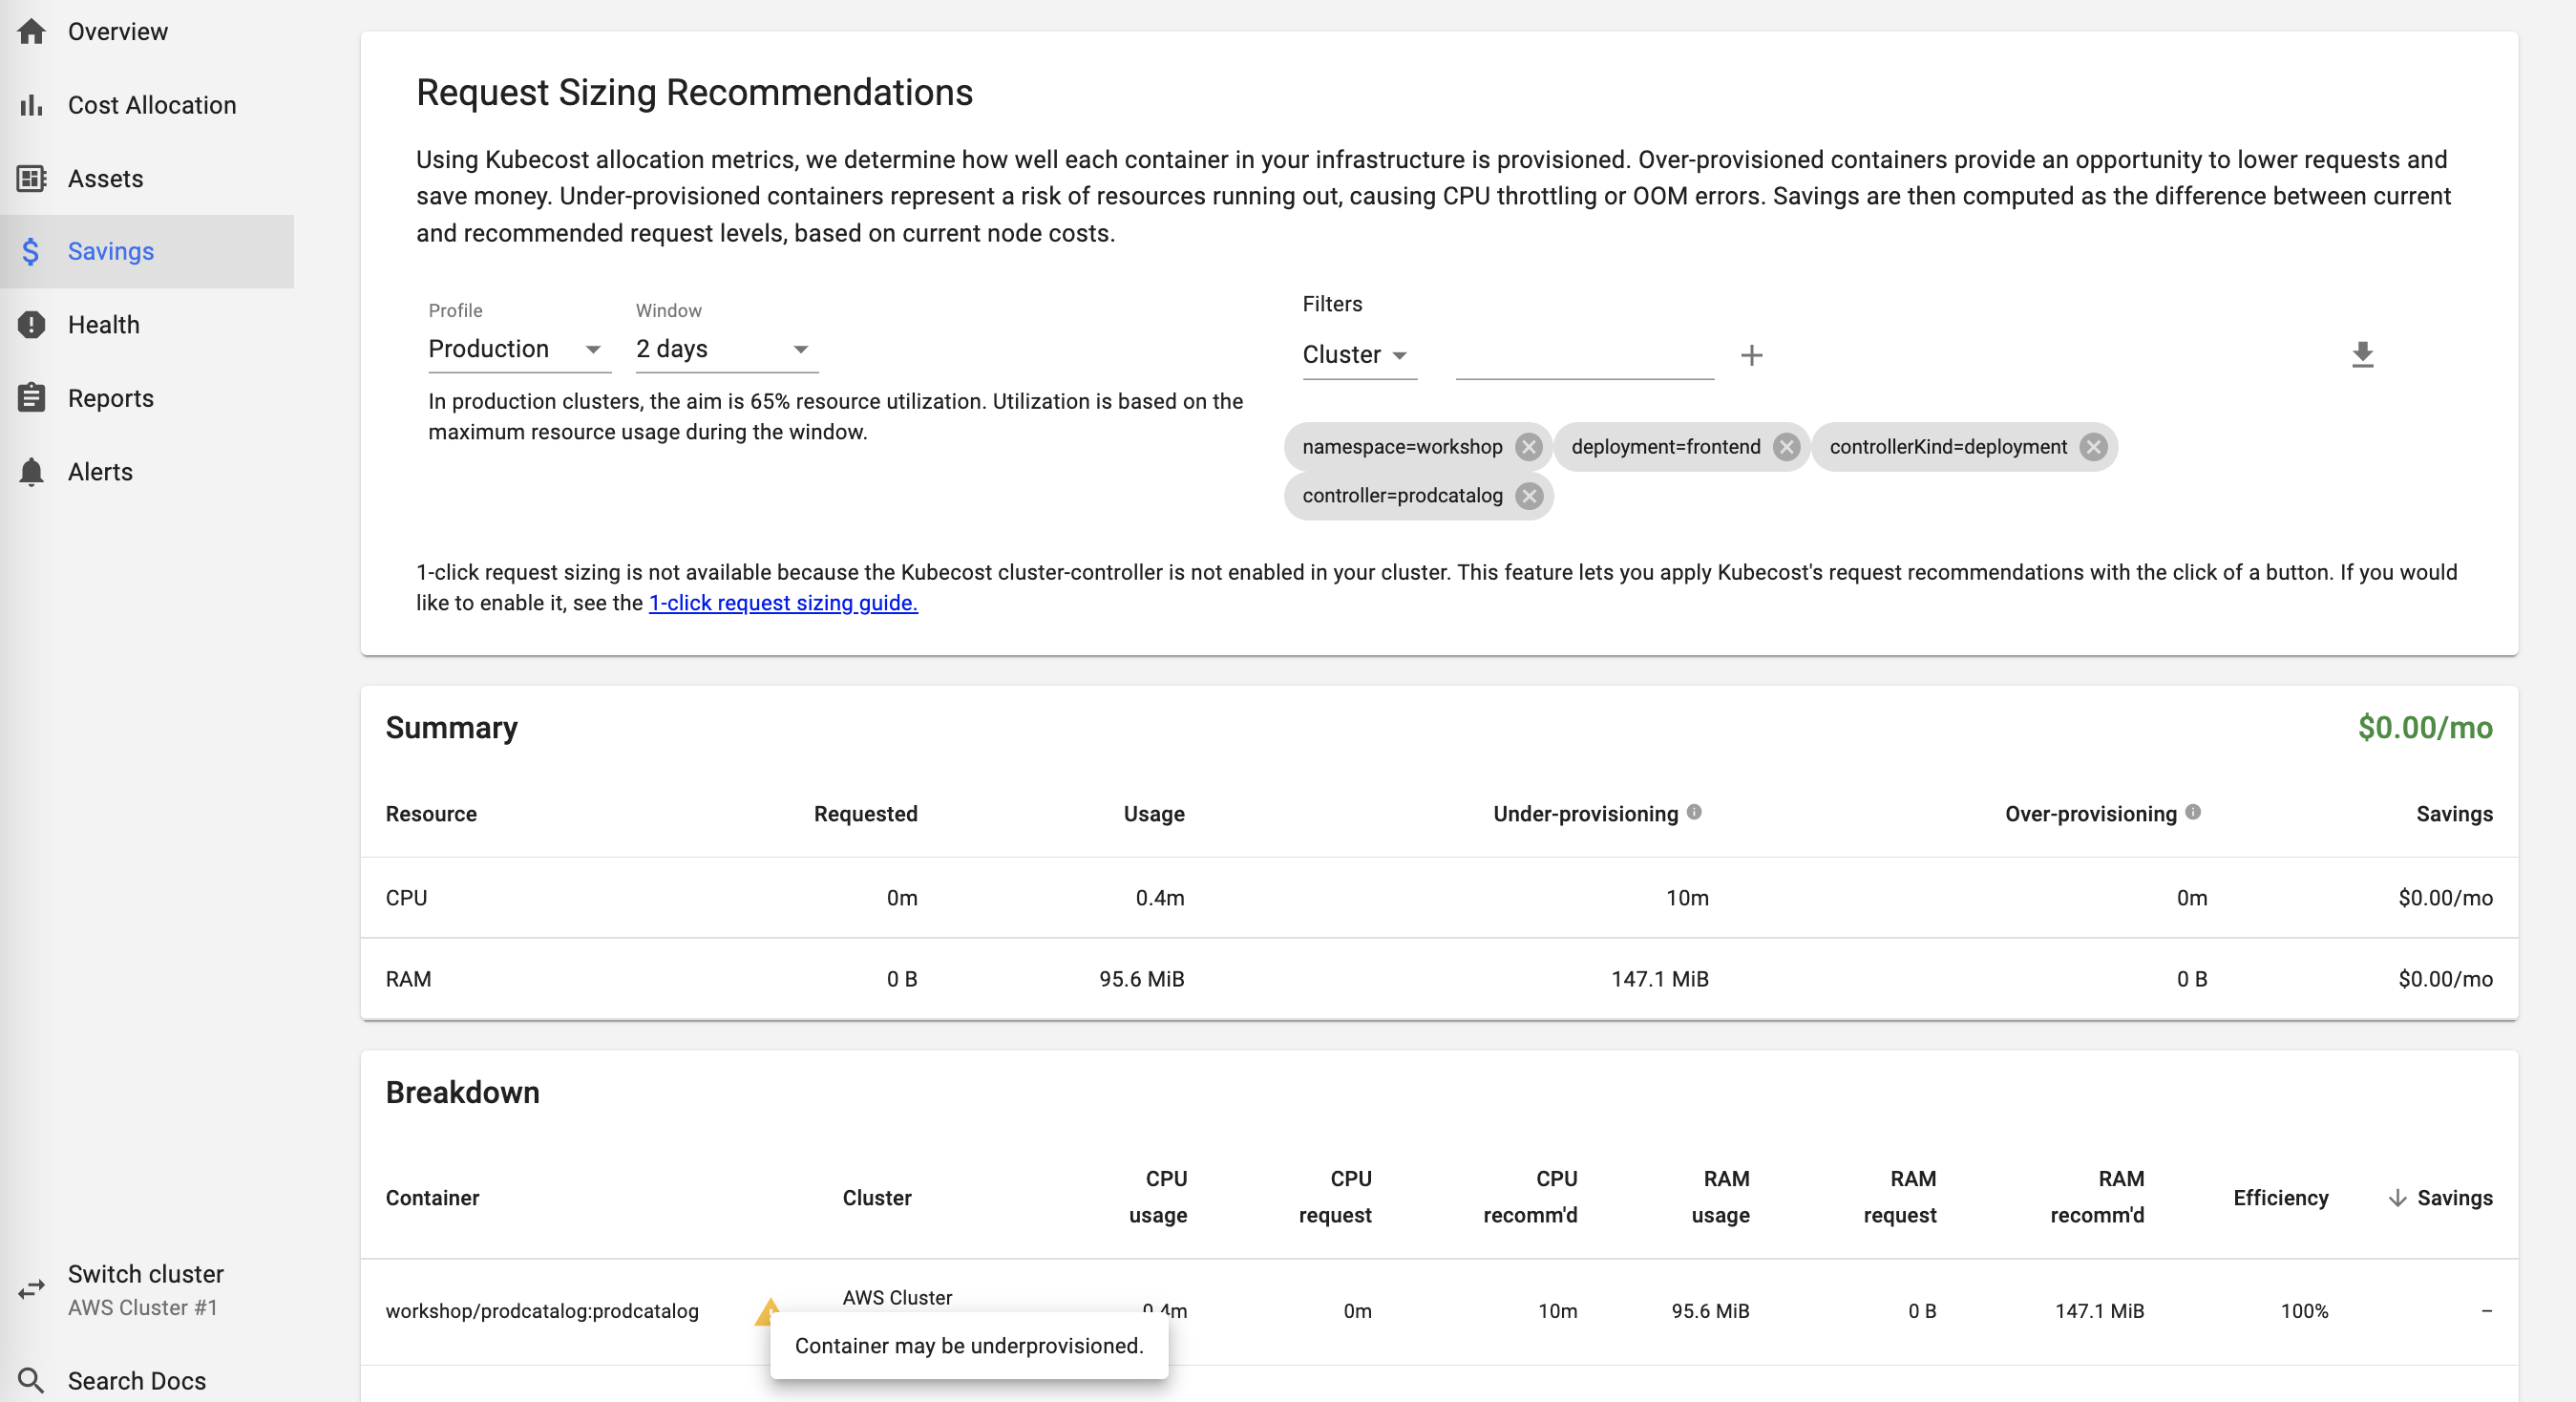 Overview
Cost Allocation
Assets
Savings
Health
Reports
Alerts
Switch cluster
AWS Cluster #1
Search Docs
Request Sizing Recommendations
Using Kubecost allocation metrics, we determine how well each container in your infrastructure is provisioned. Over-provisioned containers provide an opportunity to lower requests and
save money. Under-provisioned containers represent a risk of resources running out, causing CPU throttling or OOM errors. Savings are then computed as the difference between current
and recommended request levels, based on current node costs.
Profile Window
Production 2 days
In production clusters, the aim is 65% resource utilization. Utilization is based on the
maximum resource usage during the window.
Filters
Cluster
namespace=workshop deployment=frontend controllerKind=deployment
controller=prodcatalog
1-click request sizing is not available because the Kubecost cluster-controller is not enabled in your cluster. This feature lets you apply Kubecost's request recommendations with the click of a button. If you would
like to enable it, see the 1-click request sizing guide.
Summary $0.00/mo
Resource Requested Usage Under-provisioning Over-provisioning Savings
CPU 0m 0.4m 10m 0m $0.00/mo
RAM 0 B 95.6 MiB 147.1 MiB 0 B $0.00/mo
Breakdown
Container Cluster CPU usage CPU request CPU recomm'd RAM usage RAM request RAM recomm'd Efficiency Savings
workshop/prodcatalog:prodcatalog AWS Cluster 0.4m 0m 10m 95.6 MiB 0 B 147.1 MiB 100% –
Container may be underprovisioned.